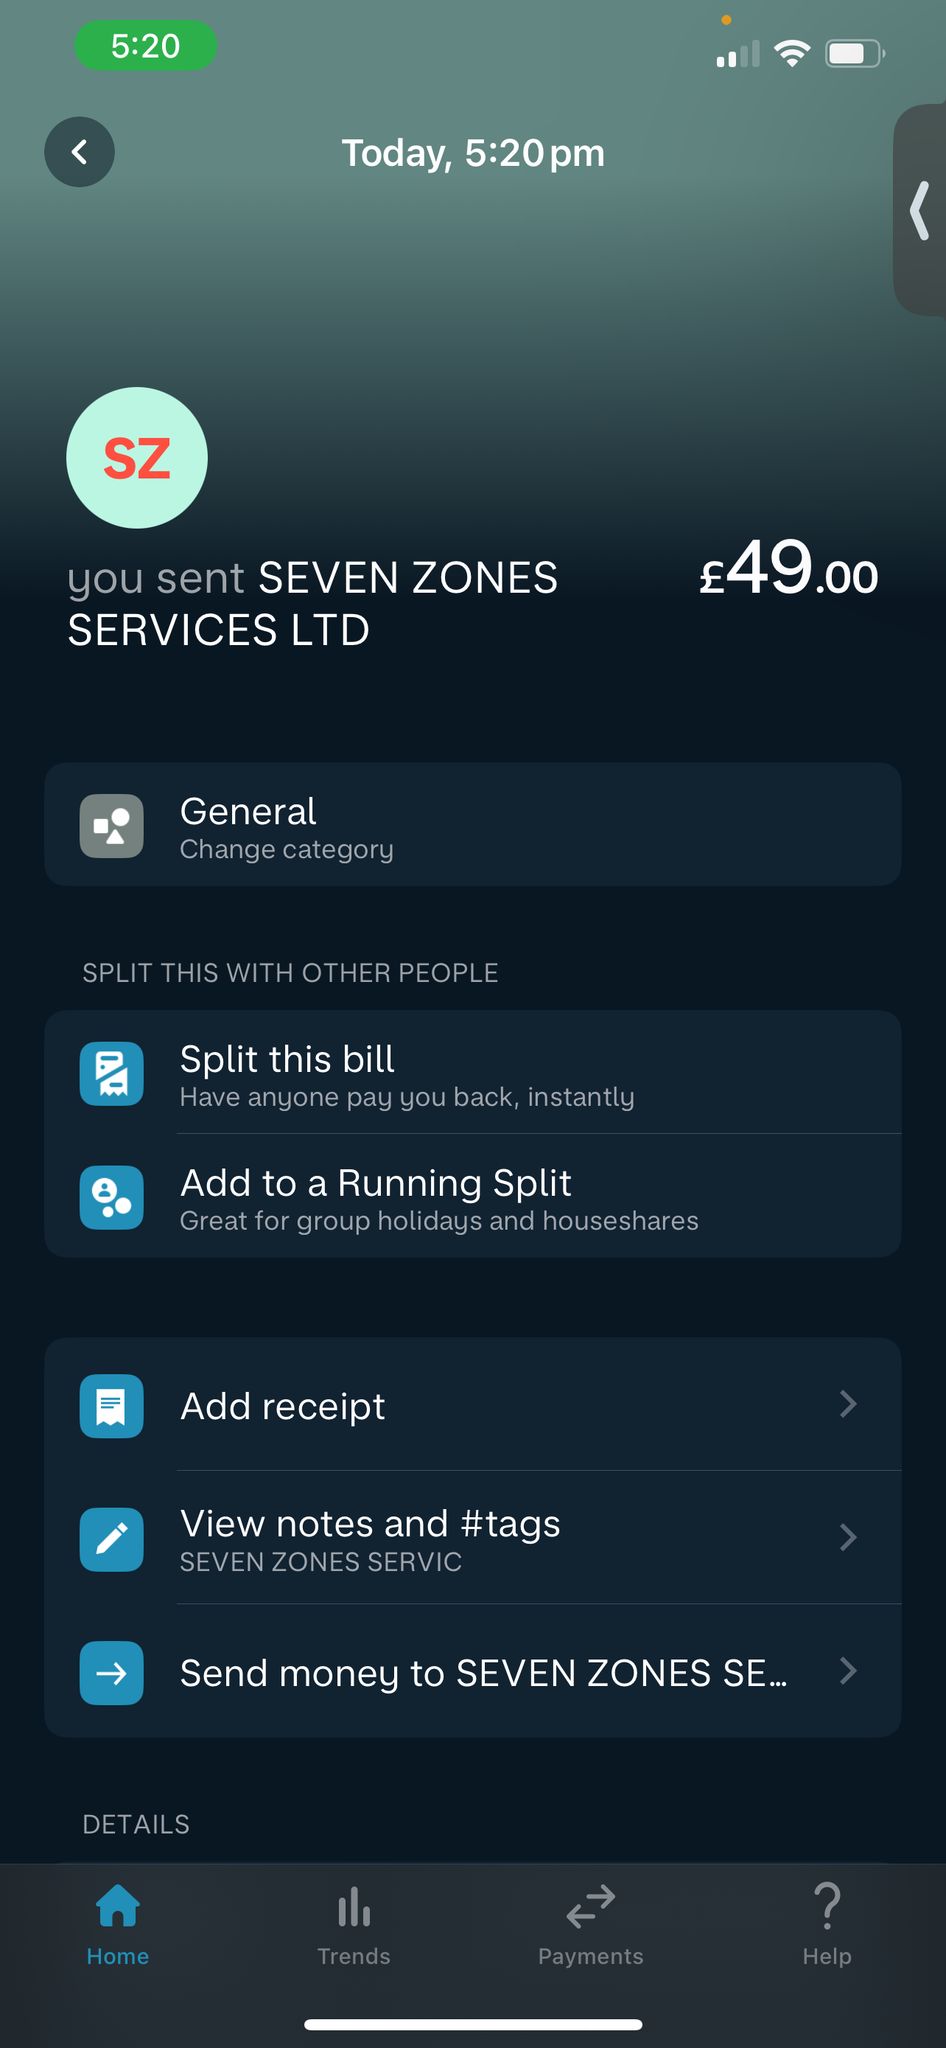 5:20
Today, 5:20 pm
SZ
you sent SEVEN ZONES
SERVICES LTD
£49.00
General
Change category
SPLIT THIS WITH OTHER PEOPLE
Split this bill
Have anyone pay you back, instantly
Add to a Running Split
Great for group holidays and houseshares
Add receipt
View notes and #tags
SEVEN ZONES SERVIC
Send money to SEVEN ZONES SE...
DETAILS
Home
Trends
Payments
Help